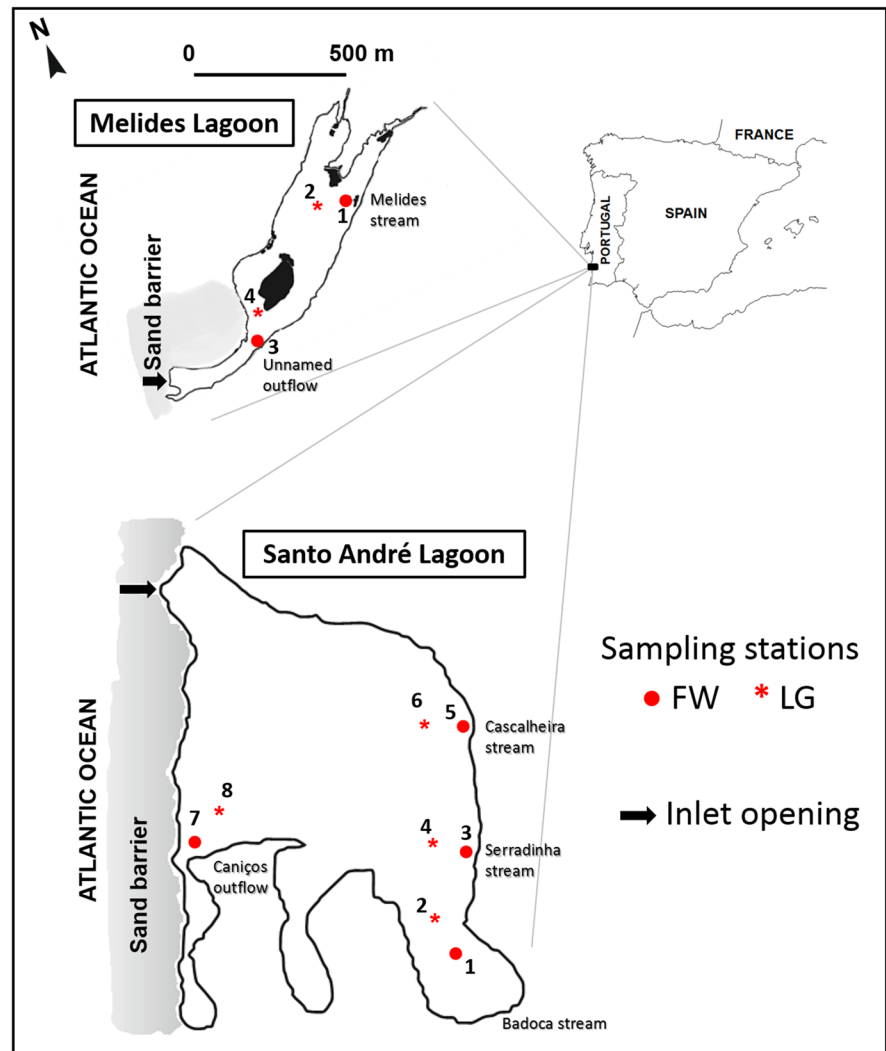 N
0 500 m
Melides Lagoon
ATLANTIC OCEAN
Sand barrier
2
1
Melides
stream
4
3
Unnamed
outflow
FRANCE
PORTUGAL
SPAIN
Santo André Lagoon
ATLANTIC OCEAN
Sand barrier
6
5
Cascalheira
stream
8
7
Caniços
outflow
4
3
Serradinha
stream
2
1
Badoca stream
Sampling stations
FW * LG
Inlet opening